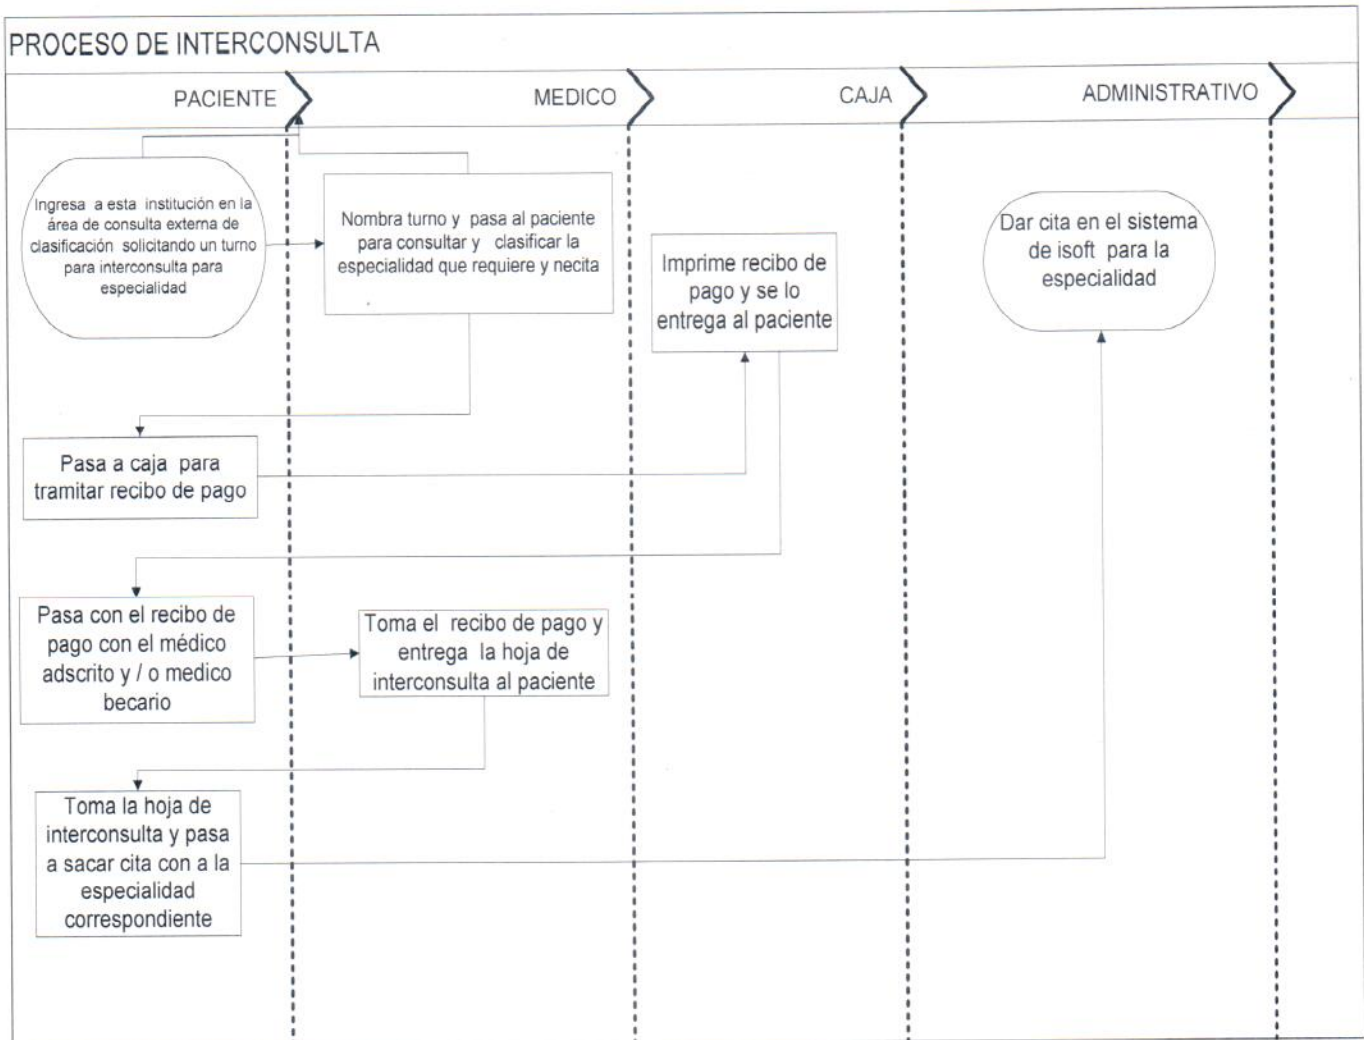 PROCESO DE INTERCONSULTA
PACIENTE
MEDICO
CAJA
ADMINISTRATIVO
Ingresa a esta institución en la
área de consulta externa de
clasificación solicitando un turno
para interconsulta para
especialidad
Nombra turno y pasa al paciente
para consultar y clasificar la
especialidad que requiere y necita
Imprime recibo de
pago y se lo
entrega al paciente
Dar cita en el sistema
de isoft para la
especialidad
Pasa a caja para
tramitar recibo de pago
Pasa con el recibo de
pago con el médico
adscrito y / o medico
becario
Toma el recibo de pago y
entrega la hoja de
interconsulta al paciente
Toma la hoja de
interconsulta y pasa
a sacar cita con a la
especialidad
correspondiente